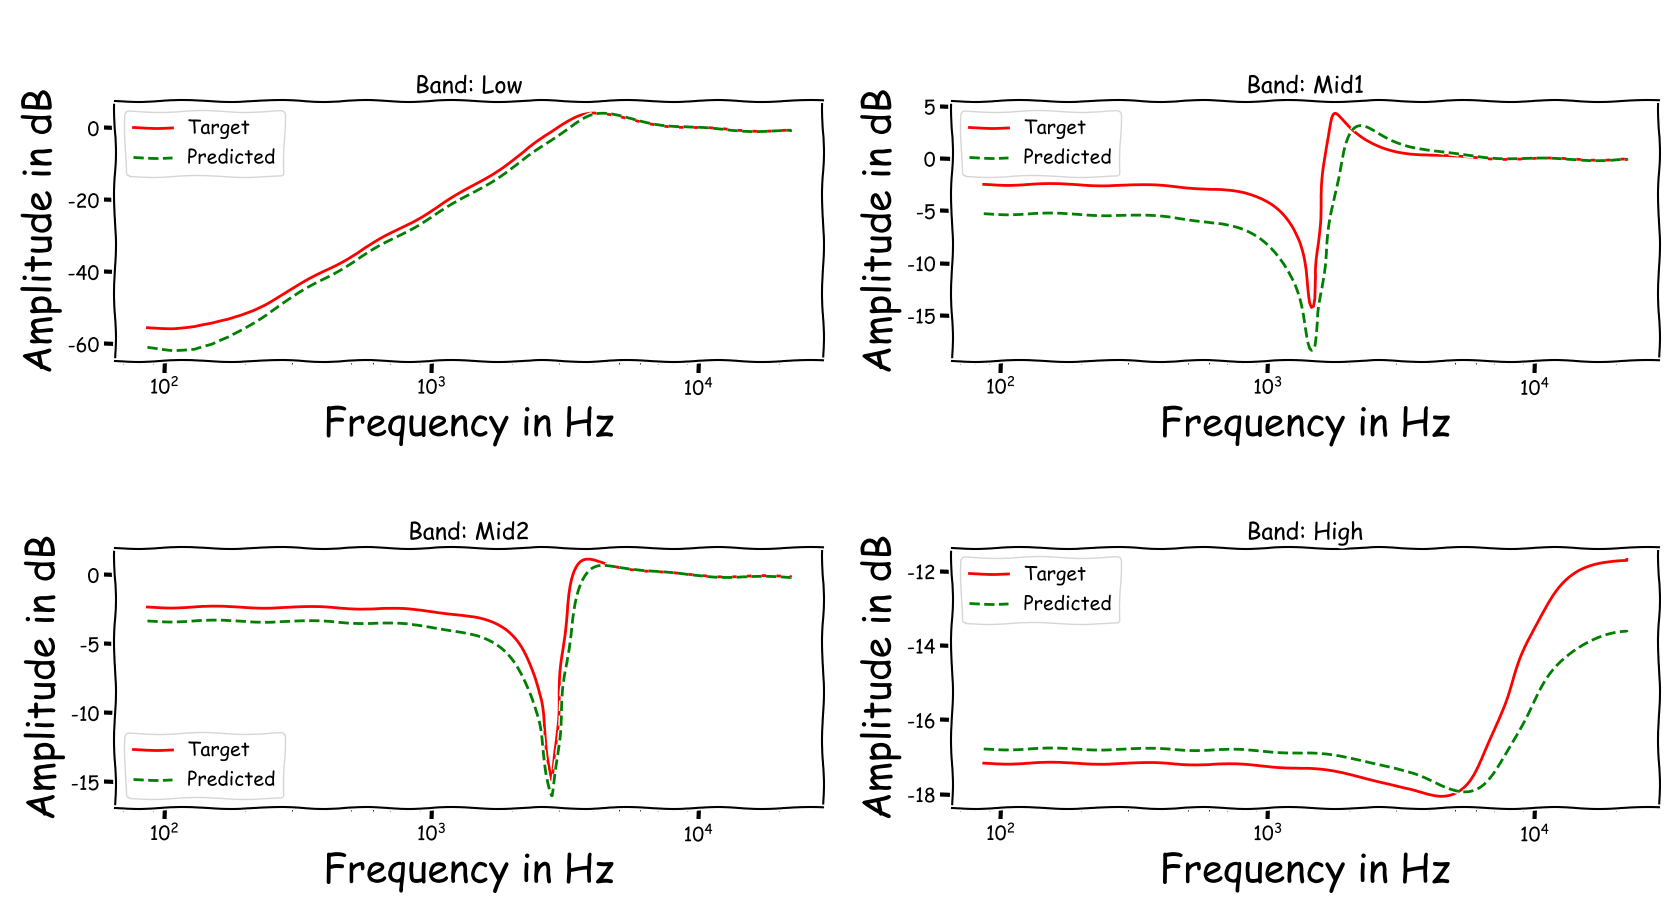 Band: Low
Amplitude in dB
0
-20
-40
-60
Target
Predicted
10²
10³
10⁴
Frequency in Hz
Band: Mid1
Amplitude in dB
5
0
-5
-10
-15
Target
Predicted
10²
10³
10⁴
Frequency in Hz
Band: Mid2
Amplitude in dB
0
-5
-10
-15
Target
Predicted
10²
10³
10⁴
Frequency in Hz
Band: High
Amplitude in dB
-12
-14
-16
-18
Target
Predicted
10²
10³
10⁴
Frequency in Hz